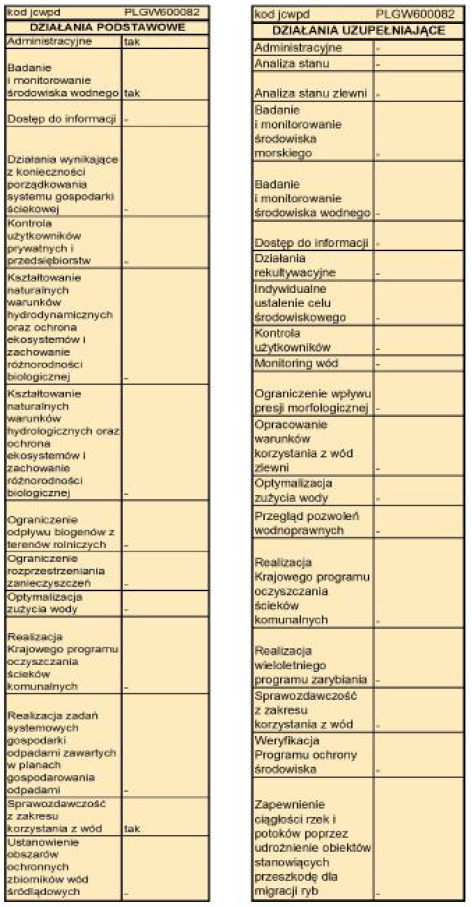 kod jcwpd PLGW600082
DZIAŁANIA PODSTAWOWE
Administracyjne tak
Badanie
i monitorowanie
środowiska wodnego tak
Dostęp do informacji -
Działania wynikające
z konieczności
porządkowania
systemu gospodarki
ściekowej -
Kontrola
użytkowników
prywatnych i
przedsiębiorstw -
Kształtowanie
naturalnych
warunków
hydrodynamicznych
oraz ochrona
ekosystemów i
zachowanie
różnorodności
biologicznej -
Kształtowanie
naturalnych
warunków
hydrologicznych oraz
ochrona
ekosystemów i
zachowanie
różnorodności
biologicznej -
Ograniczenie
odpływu biogenów z
terenów rolniczych -
Ograniczenie
rozprzestrzeniania
zanieczyszczeń -
Optymalizacja
zużycia wody -
Realizacja
Krajowego programu
oczyszczania
ścieków
komunalnych -
Realizacja zadań
systemowych
gospodarki
odpadami zawartych
w planach
gospodarowania
odpadami -
Sprawozdawczość
z zakresu
korzystania z wód tak
Ustanowienie
obszarów
ochronnych
zbiorników wód
śródlądowych -
kod jcwpd PLGW600082
DZIAŁANIA UZUPEŁNIAJĄCE
Administracyjne -
Analiza stanu -
Analiza stanu zlewni -
Badanie
i monitorowanie
środowiska
morskiego -
Badanie
i monitorowanie
środowiska wodnego -
Dostęp do informacji -
Działania
rekultywacyjne -
Indywidualne
ustalenie celu
środowiskowego -
Kontrola
użytkowników -
Monitoring wód -
Ograniczenie wpływu
presji morfologicznej -
Opracowanie
warunków
korzystania z wód
zlewni -
Optymalizacja
zużycia wody -
Przegląd pozwoleń
wodnoprawnych -
Realizacja
Krajowego programu
oczyszczania
ścieków
komunalnych -
Realizacja
wieloletniego
programu zarybiania -
Sprawozdawczość
z zakresu
korzystania z wód -
Weryfikacja
Programu ochrony
środowiska -
Zapewnienie
ciągłości rzek i
potoków poprzez
udrożnienie obiektów
stanowiących
przeszkodę dla
migracji ryb -